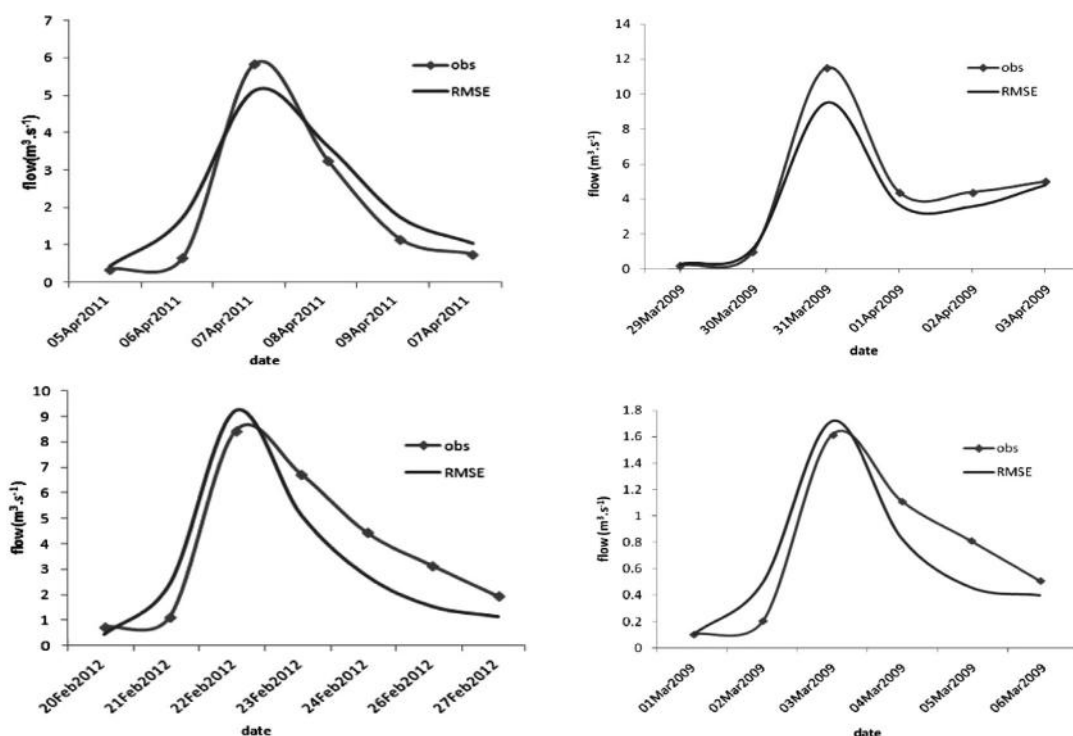 7
6
5
4
3
2
1
0
flow(m³.s⁻¹)
obs
RMSE
05Apr2011
06Apr2011
07Apr2011
08Apr2011
09Apr2011
07Apr2011
date
14
12
10
8
6
4
2
0
flow (m³.s⁻¹)
obs
RMSE
29Mar2009
30Mar2009
31Mar2009
01Apr2009
02Apr2009
03Apr2009
date
10
9
8
7
6
5
4
3
2
1
0
flow(m³.s⁻¹)
obs
RMSE
20Feb2012
21Feb2012
22Feb2012
23Feb2012
24Feb2012
26Feb2012
27Feb2012
date
1.8
1.6
1.4
1.2
1
0.8
0.6
0.4
0.2
0
flow (m³.s⁻¹)
obs
RMSE
01Mar2009
02Mar2009
03Mar2009
04Mar2009
05Mar2009
06Mar2009
date